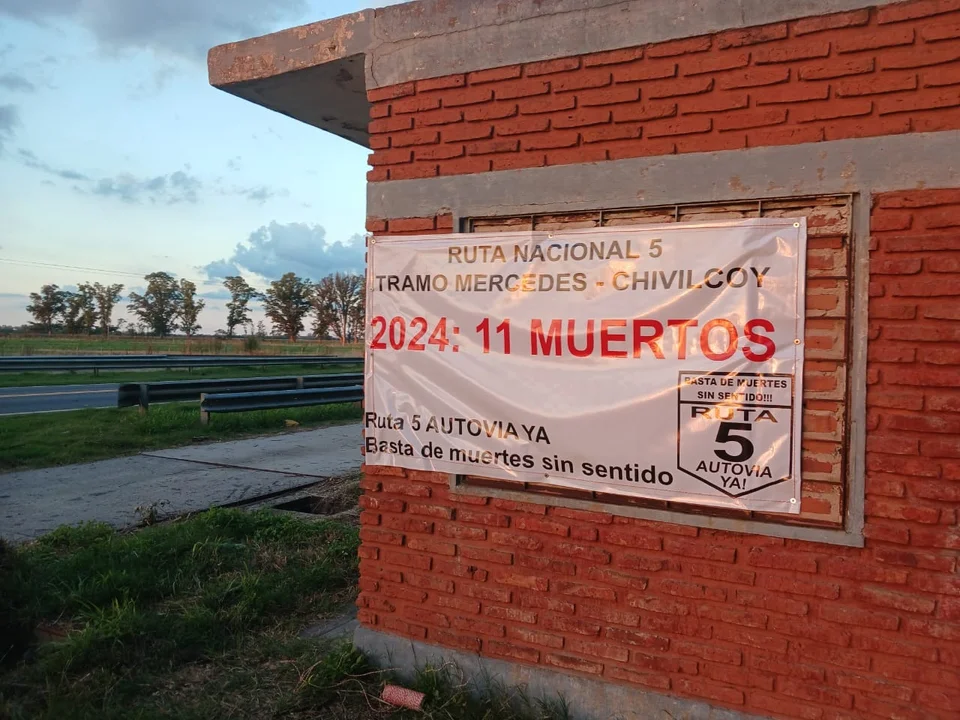 RUTA NACIONAL 5
TRAMO MERCEDES - CHIVILCOY
2024: 11 MUERTOS
Ruta 5 AUTOVIA YA
Basta de muertes sin sentido
BASTA DE MUERTES
SIN SENTIDO!!!
RUTA
5
AUTOVIA
YA!